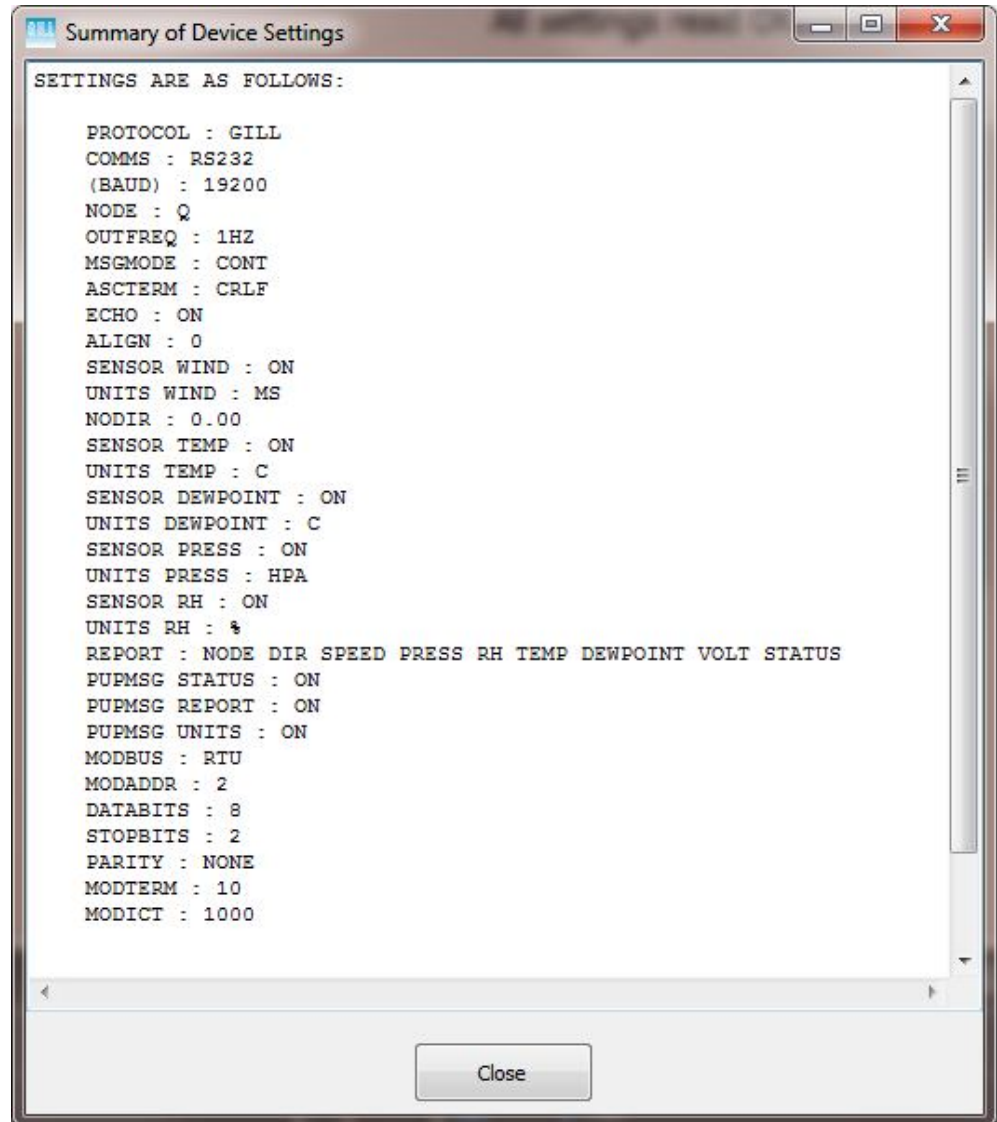 GILL Summary of Device Settings
SETTINGS ARE AS FOLLOWS:
PROTOCOL : GILL
COMMS : RS232
(BAUD) : 19200
NODE : Q
OUTFREQ : 1HZ
MSGMODE : CONT
ASCTERM : CRLF
ECHO : ON
ALIGN : 0
SENSOR WIND : ON
UNITS WIND : MS
NODIR : 0.00
SENSOR TEMP : ON
UNITS TEMP : C
SENSOR DEWPOINT : ON
UNITS DEWPOINT : C
SENSOR PRESS : ON
UNITS PRESS : HPA
SENSOR RH : ON
UNITS RH : %
REPORT : NODE DIR SPEED PRESS RH TEMP DEWPOINT VOLT STATUS
PUPMSG STATUS : ON
PUPMSG REPORT : ON
PUPMSG UNITS : ON
MODBUS : RTU
MODADDR : 2
DATABITS : 8
STOPBITS : 2
PARITY : NONE
MODTERM : 10
MODICT : 1000
Close